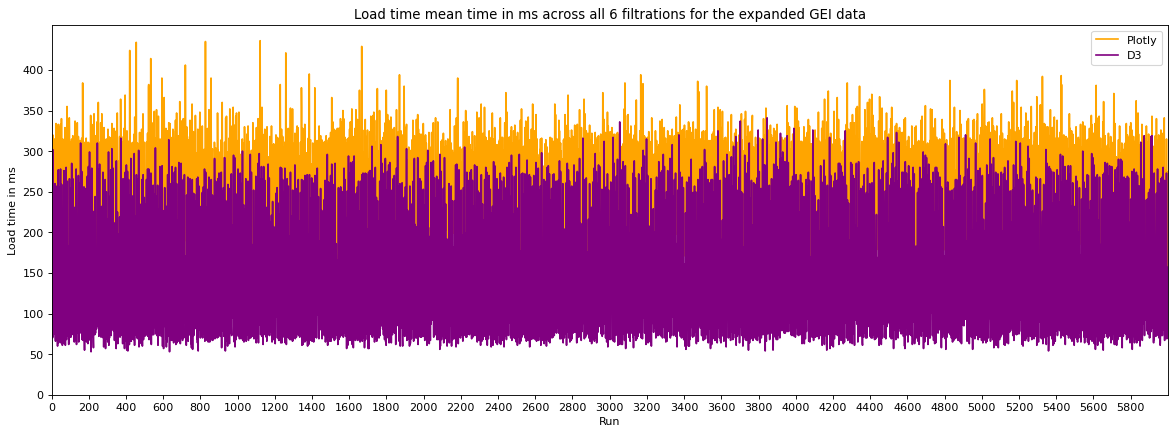 Load time mean time in ms across all 6 filtrations for the expanded GEI data
Plotly
D3
Load time in ms
400
350
300
250
200
150
100
50
0
0 200 400 600 800 1000 1200 1400 1600 1800 2000 2200 2400 2600 2800 3000 3200 3400 3600 3800 4000 4200 4400 4600 4800 5000 5200 5400 5600 5800
Run